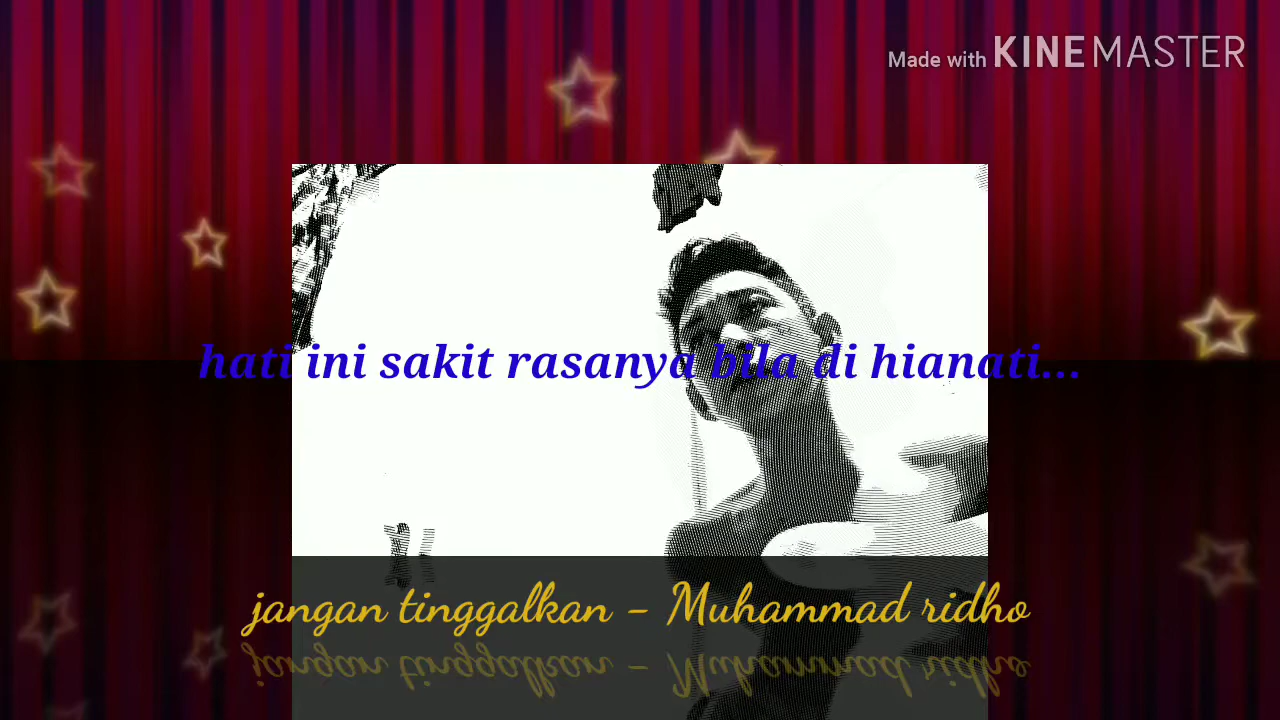 Made with KINEMASTER
hati ini sakit rasanya bila di hianati...
jangan tinggalkan - Muhammad ridho